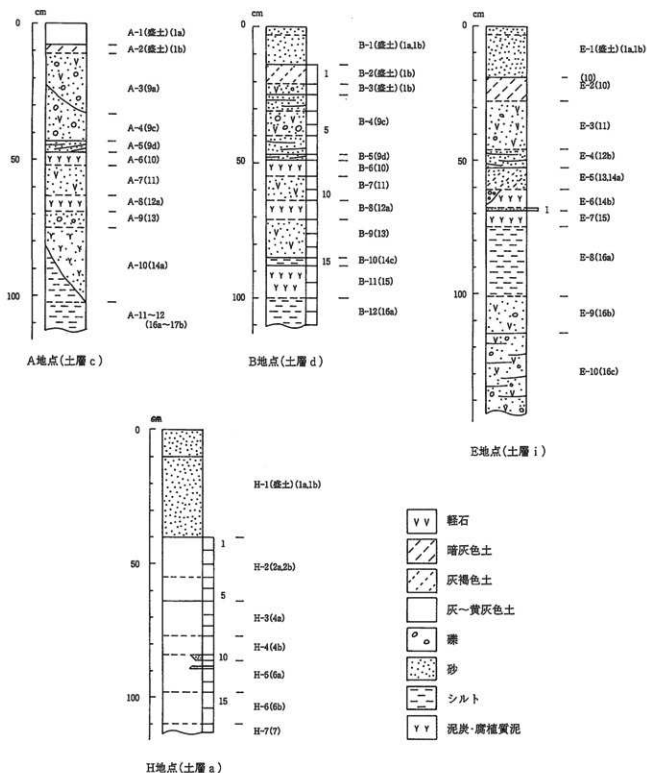 cm
0
50
100
A-1(盛土)(1a)
A-2(盛土)(1b)
A-3(9a)
A-4(9c)
A-5(9d)
A-6(10)
A-7(11)
A-8(12a)
A-9(13)
A-10(14a)
A-11～12
(16a～17b)
A地点(土層c)
cm
0
50
100
1
5
10
15
B-1(盛土)(1a,1b)
B-2(盛土)(1b)
B-3(盛土)(1b)
B-4(9c)
B-5(9d)
B-6(10)
B-7(11)
B-8(12a)
B-9(13)
B-10(14c)
B-11(15)
B-12(16a)
B地点(土層d)
cm
0
50
100
1
E-1(盛土)(1a,1b)
(10)
E-2(10)
E-3(11)
E-4(12b)
E-5(13,14a)
E-6(14b)
E-7(15)
E-8(16a)
E-9(16b)
E-10(16c)
E地点(土層i)
cm
0
50
100
1
5
10
15
H-1(盛土)(1a,1b)
H-2(2a,2b)
H-3(4a)
H-4(4b)
H-5(6a)
H-6(6b)
H-7(7)
H地点(土層a)
軽石
暗灰色土
灰褐色土
灰～黄灰色土
礫
砂
シルト
泥炭・腐植質泥